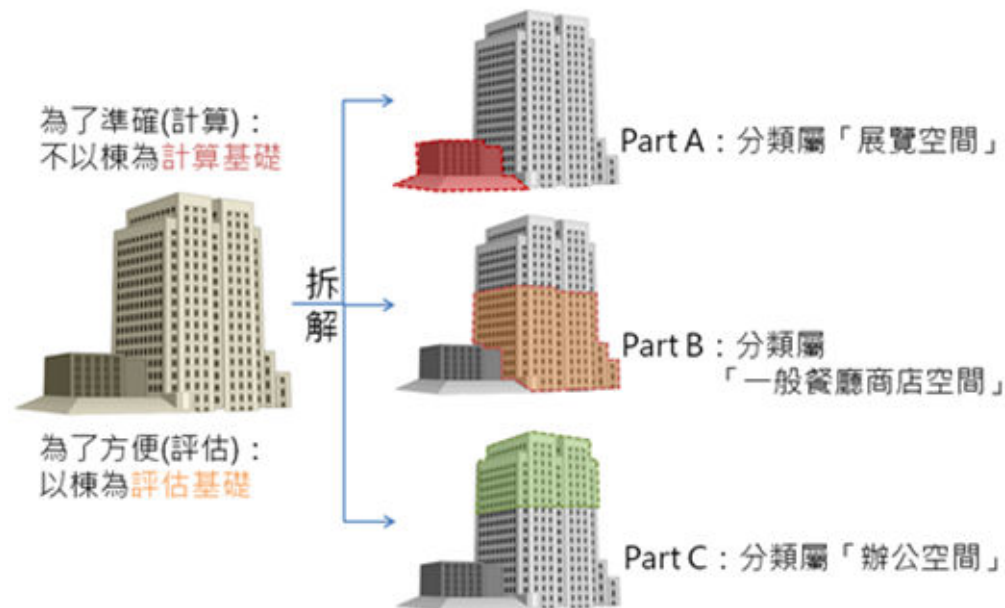 為了準確(計算)：
不以棟為計算基礎
為了方便(評估)：
以棟為評估基礎
拆
解
Part A：分類屬「展覽空間」
Part B：分類屬
「一般餐廳商店空間」
Part C：分類屬「辦公空間」